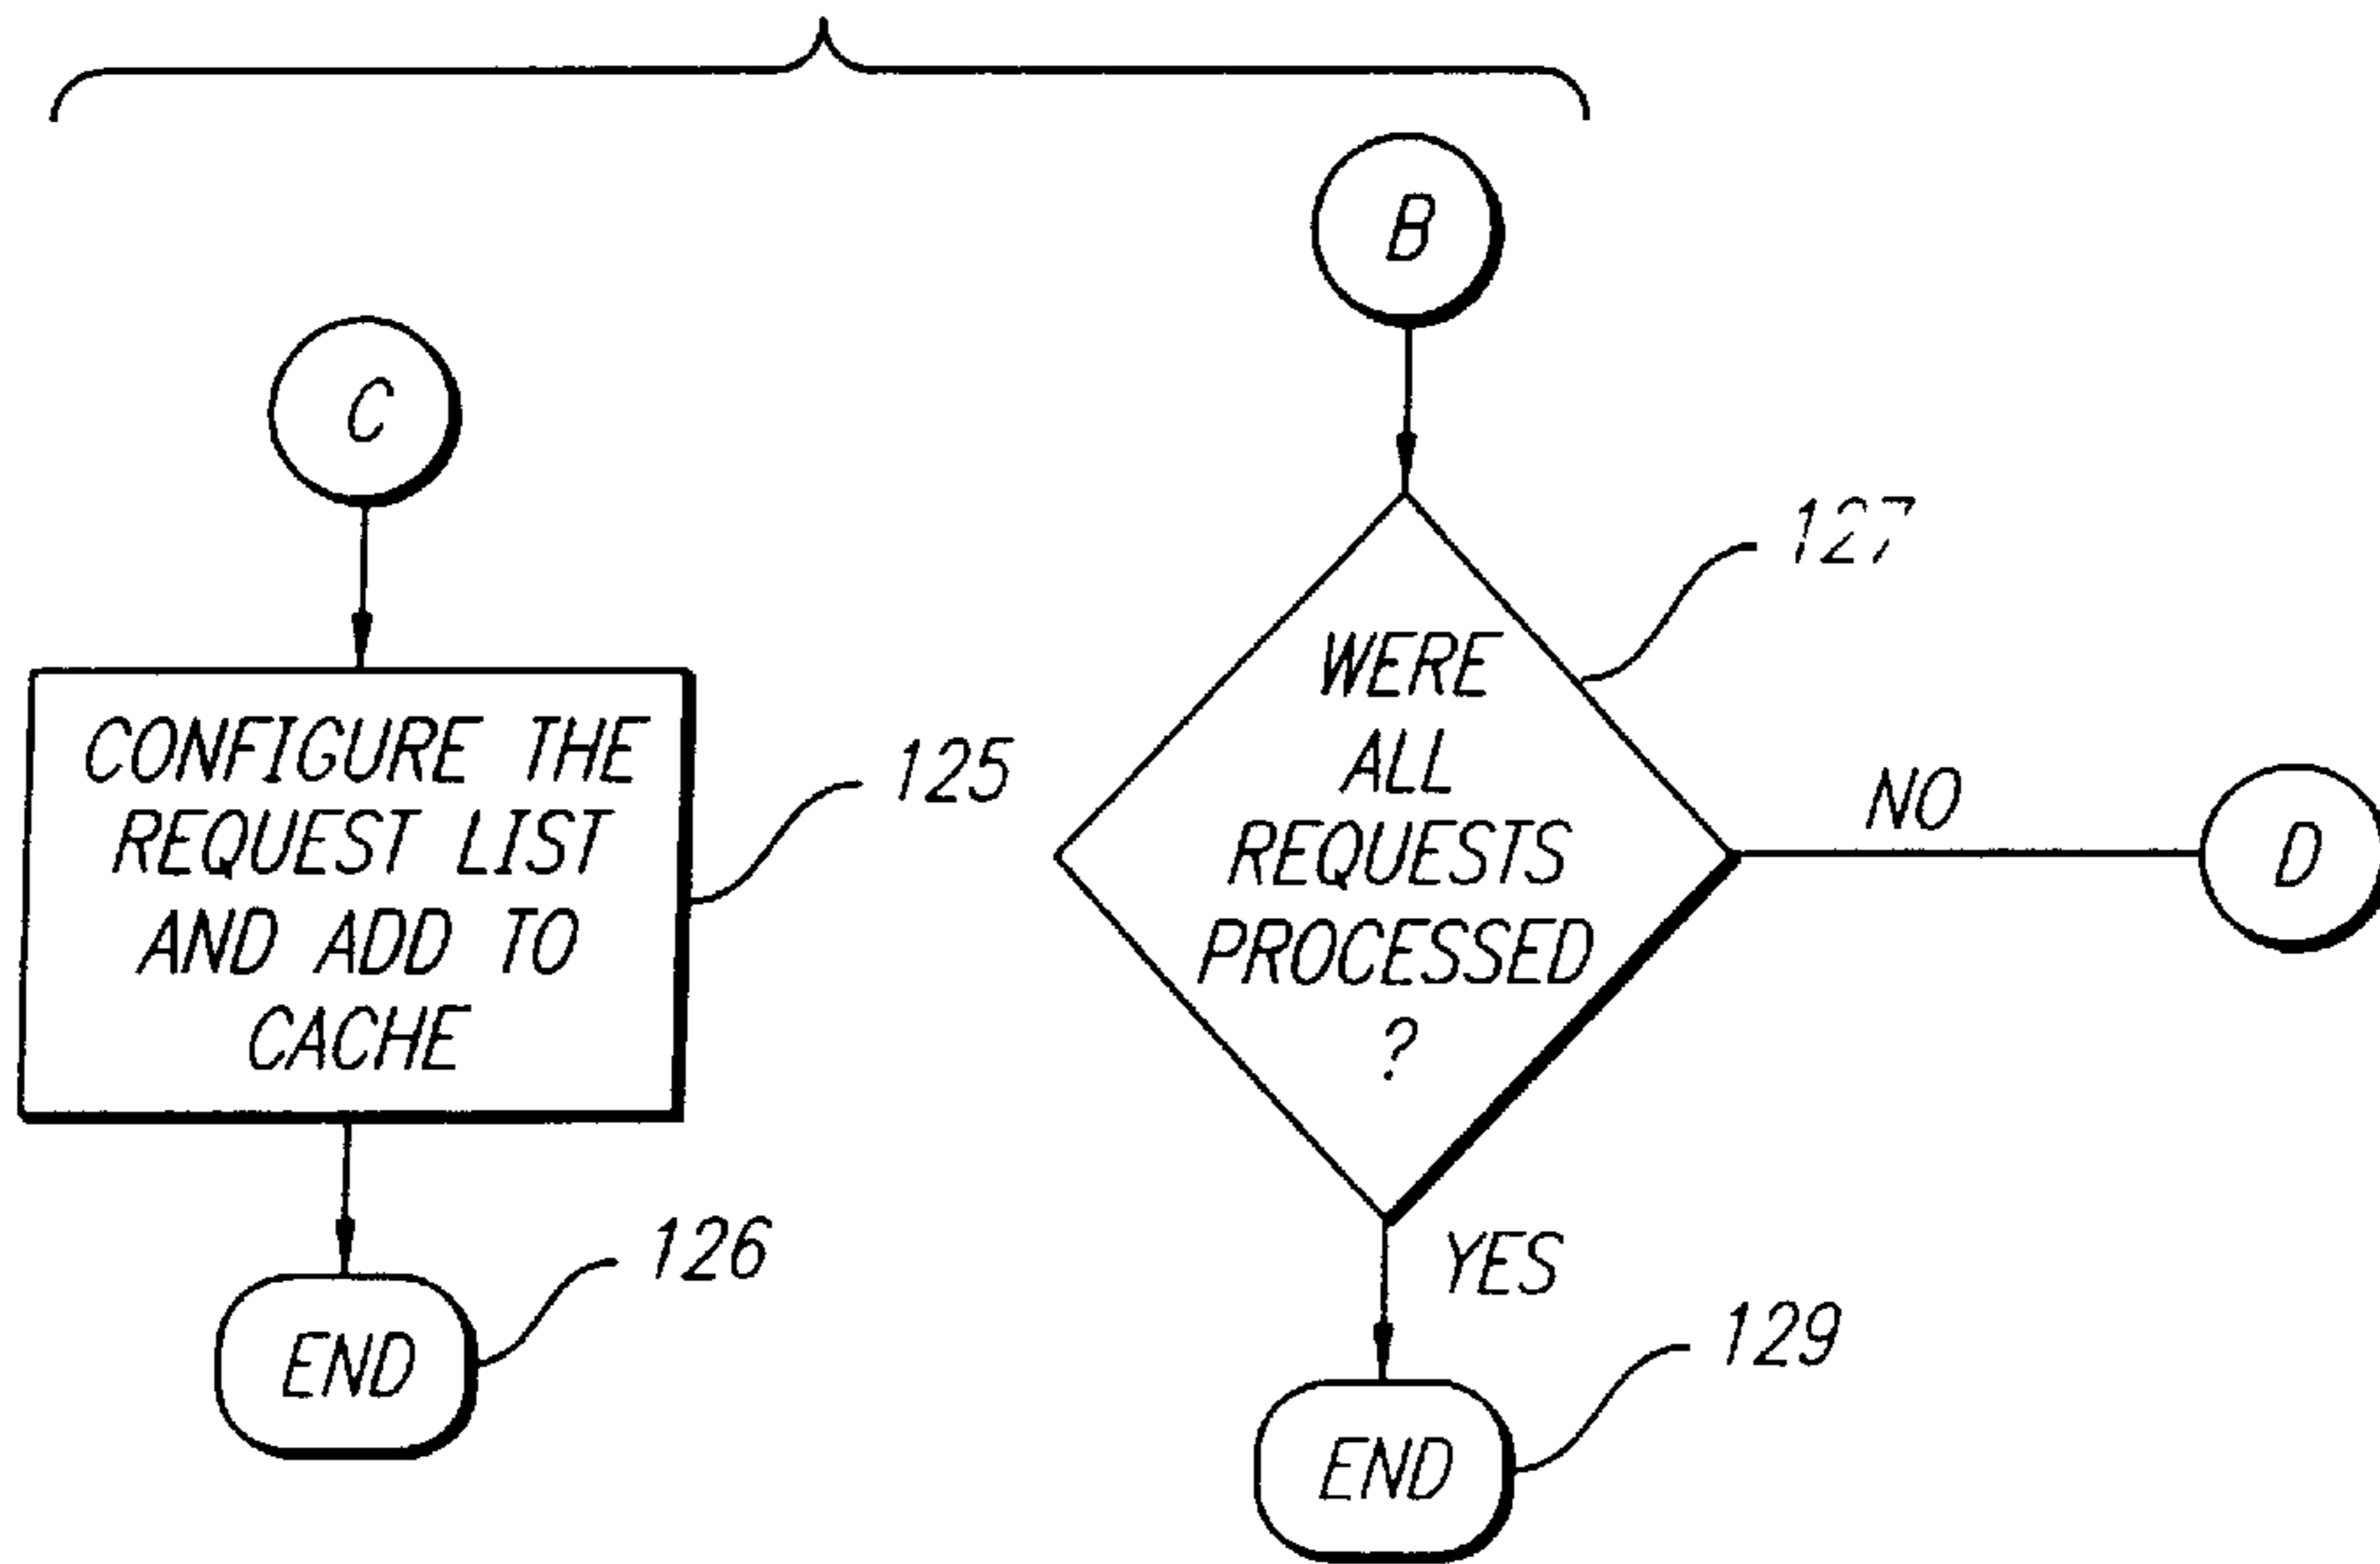 C
CONFIGURE THE
REQUEST LIST
AND ADD TO
CACHE
125
END
126
B
WERE
ALL
REQUESTS
PROCESSED
?
127
NO
D
YES
END
129